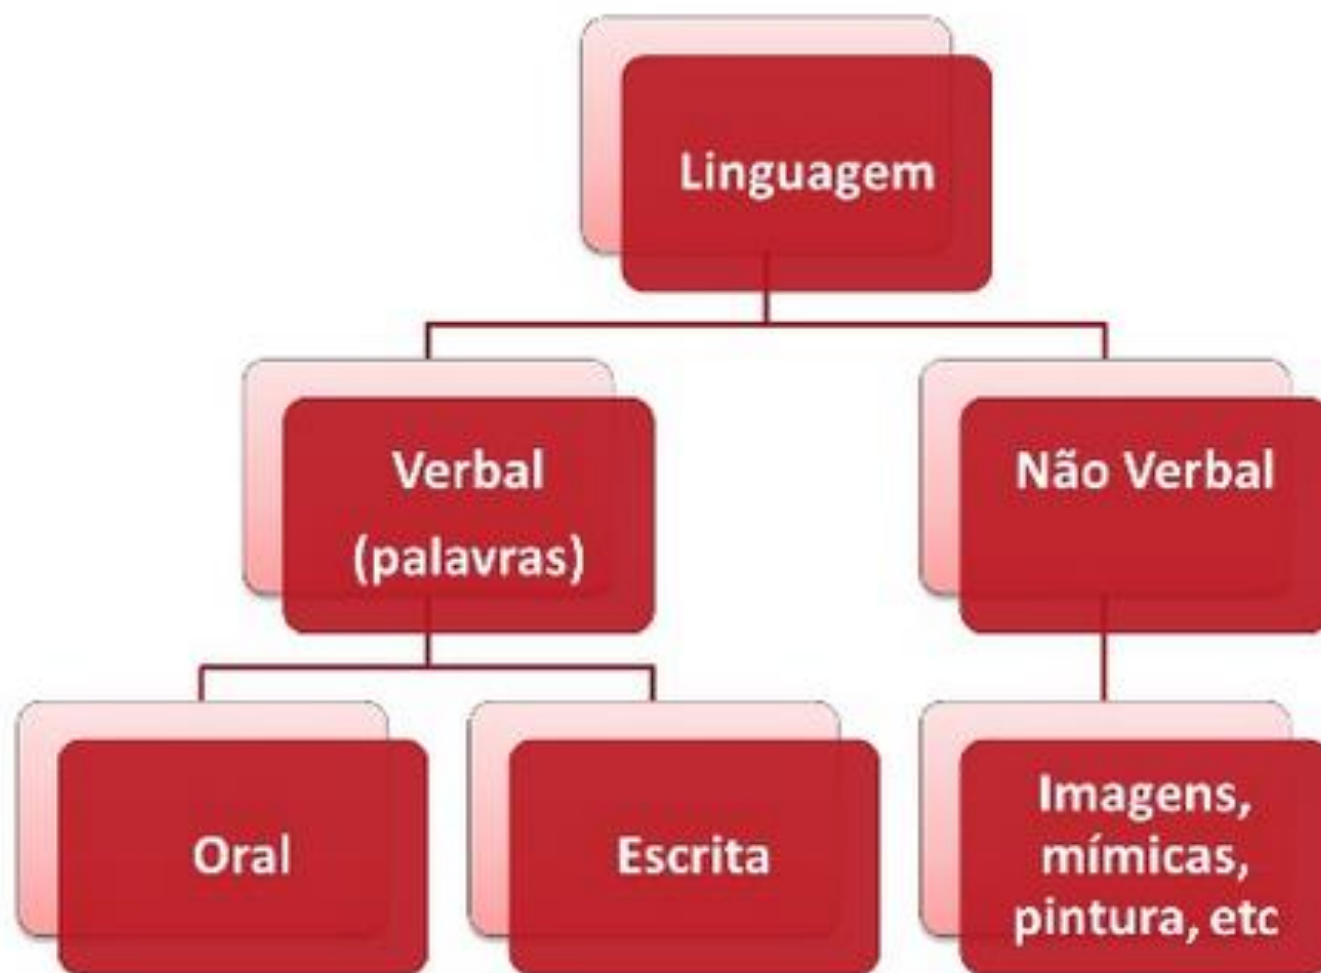 Linguagem
Verbal
(palavras)
Não Verbal
Oral
Escrita
Imagens,
mímicas,
pintura, etc